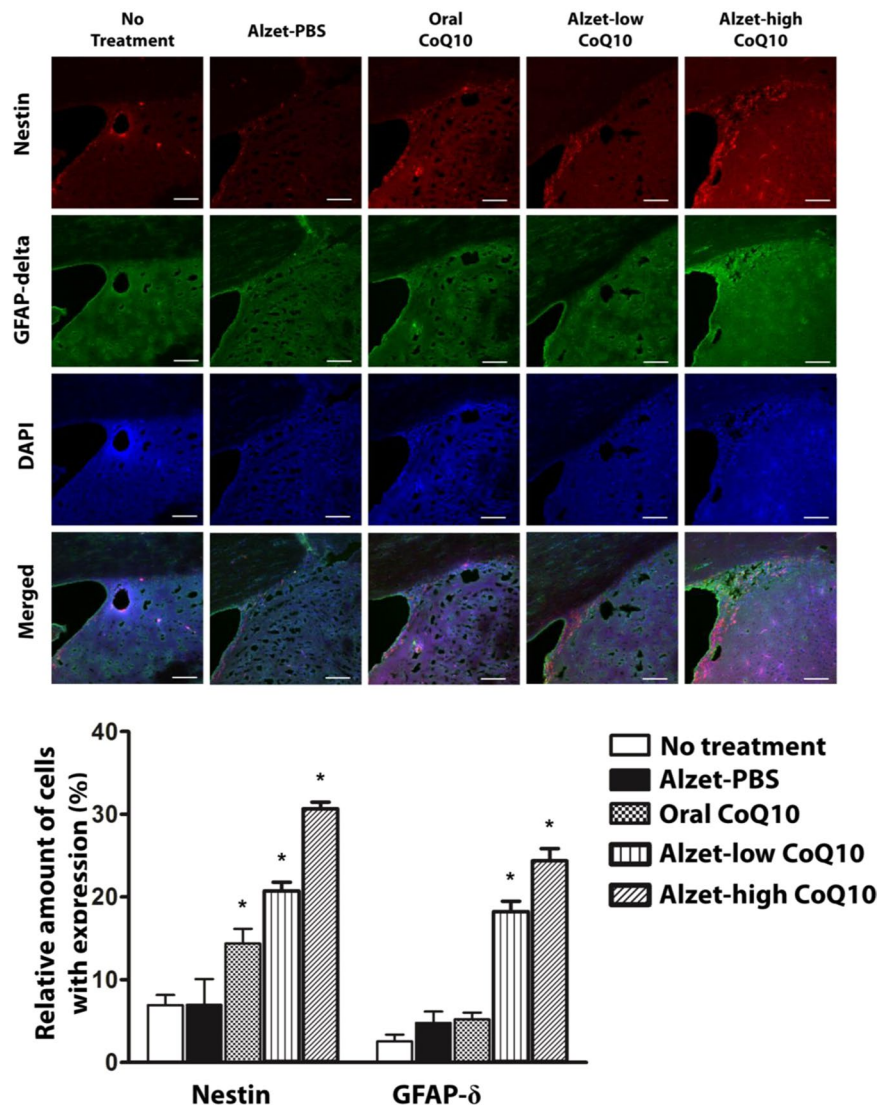 No
Treatment
Alzet-PBS
Oral
CoQ10
Alzet-low
CoQ10
Alzet-high
CoQ10
Nestin
GFAP-delta
DAPI
Merged
Relative amount of cells
with expression (%)
40
30
20
10
0
*
*
*
*
*
Nestin
GFAP-δ
No treatment
Alzet-PBS
Oral CoQ10
Alzet-low CoQ10
Alzet-high CoQ10